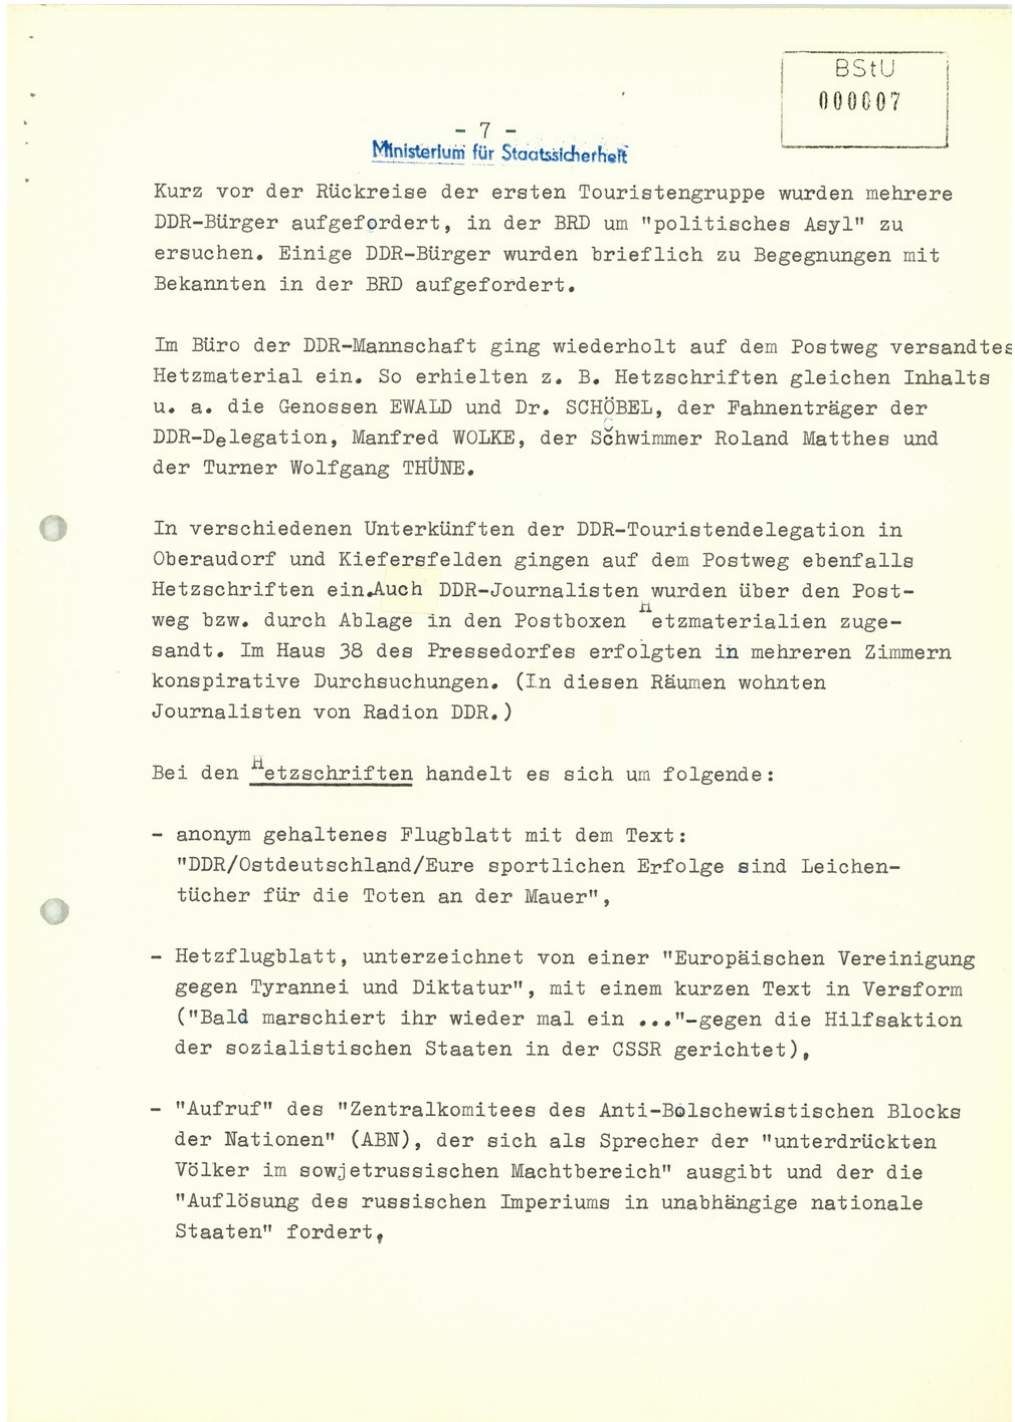 BStU
000007
- 7 -
Ministerium für Staatssicherheit
Kurz vor der Rückreise der ersten Touristengruppe wurden mehrere
DDR-Bürger aufgefordert, in der BRD um "politisches Asyl" zu
ersuchen. Einige DDR-Bürger wurden brieflich zu Begegnungen mit
Bekannten in der BRD aufgefordert.
Im Büro der DDR-Mannschaft ging wiederholt auf dem Postweg versandtes
Hetzmaterial ein. So erhielten z. B. Hetzschriften gleichen Inhalts
u. a. die Genossen EWALD und Dr. SCHÖBEL, der Fahnenträger der
DDR-Delegation, Manfred WOLKE, der Schwimmer Roland Matthes und
der Turner Wolfgang THÜNE.
In verschiedenen Unterkünften der DDR-Touristendelegation in
Oberaudorf und Kiefersfelden gingen auf dem Postweg ebenfalls
Hetzschriften ein.Auch DDR-Journalisten wurden über den Post-
weg bzw. durch Ablage in den Postboxen Hetzmaterialien zuge-
sandt. Im Haus 38 des Pressedorfes erfolgten in mehreren Zimmern
konspirative Durchsuchungen. (In diesen Räumen wohnten
Journalisten von Radion DDR.)
Bei den Hetzschriften handelt es sich um folgende:
- anonym gehaltenes Flugblatt mit dem Text:
"DDR/Ostdeutschland/Eure sportlichen Erfolge sind Leichen-
tücher für die Toten an der Mauer",
- Hetzflugblatt, unterzeichnet von einer "Europäischen Vereinigung
gegen Tyrannei und Diktatur", mit einem kurzen Text in Versform
("Bald marschiert ihr wieder mal ein ..."-gegen die Hilfsaktion
der sozialistischen Staaten in der CSSR gerichtet),
- "Aufruf" des "Zentralkomitees des Anti-Bolschewistischen Blocks
der Nationen" (ABN), der sich als Sprecher der "unterdrückten
Völker im sowjetrussischen Machtbereich" ausgibt und der die
"Auflösung des russischen Imperiums in unabhängige nationale
Staaten" fordert,